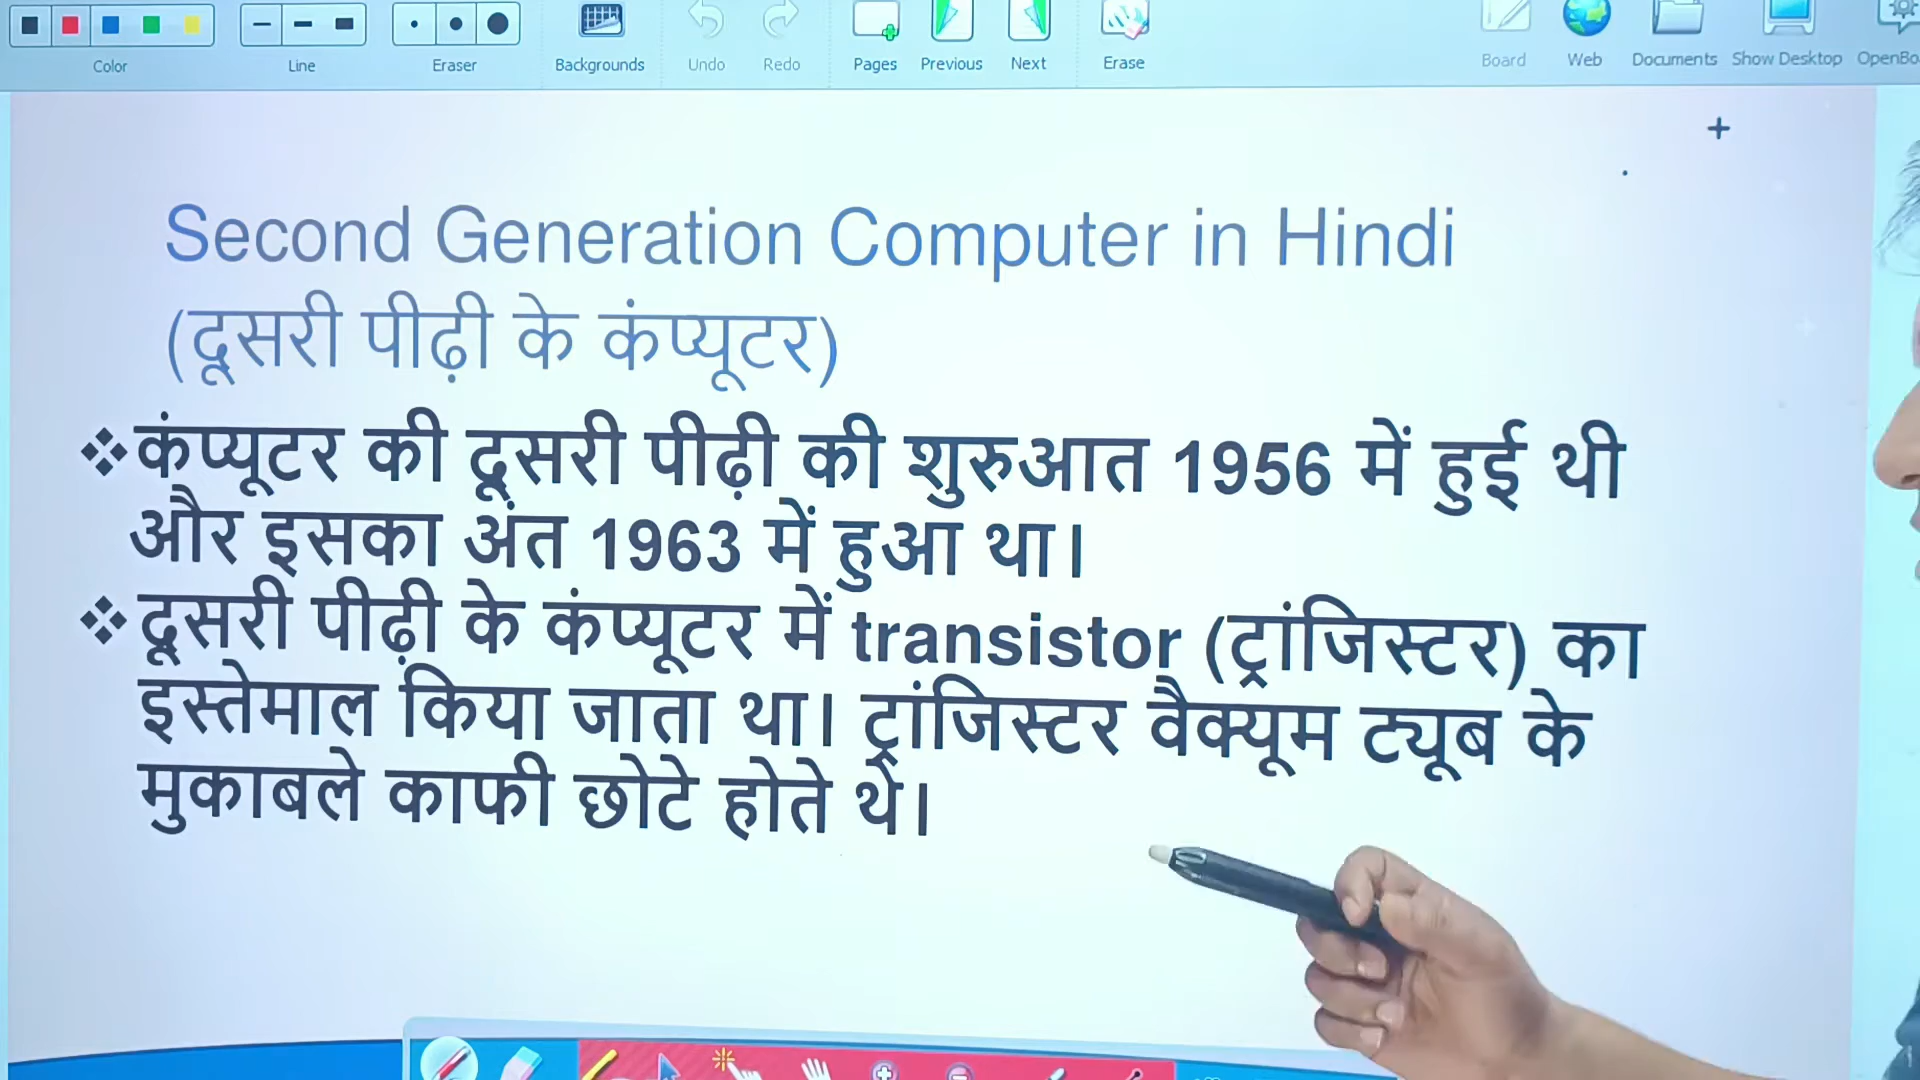 Color
Line
Eraser
Backgrounds
Undo
Redo
Pages
Previous
Next
Erase
Board
Web
Documents
Show Desktop
Second Generation Computer in Hindi
(दूसरी पीढ़ी के कंप्यूटर)
❖कंप्यूटर की दूसरी पीढ़ी की शुरुआत 1956 में हुई थी
और इसका अंत 1963 में हुआ था।
❖दूसरी पीढ़ी के कंप्यूटर में transistor (ट्रांजिस्टर) का
इस्तेमाल किया जाता था। ट्रांजिस्टर वैक्यूम ट्यूब के
मुकाबले काफी छोटे होते थे।